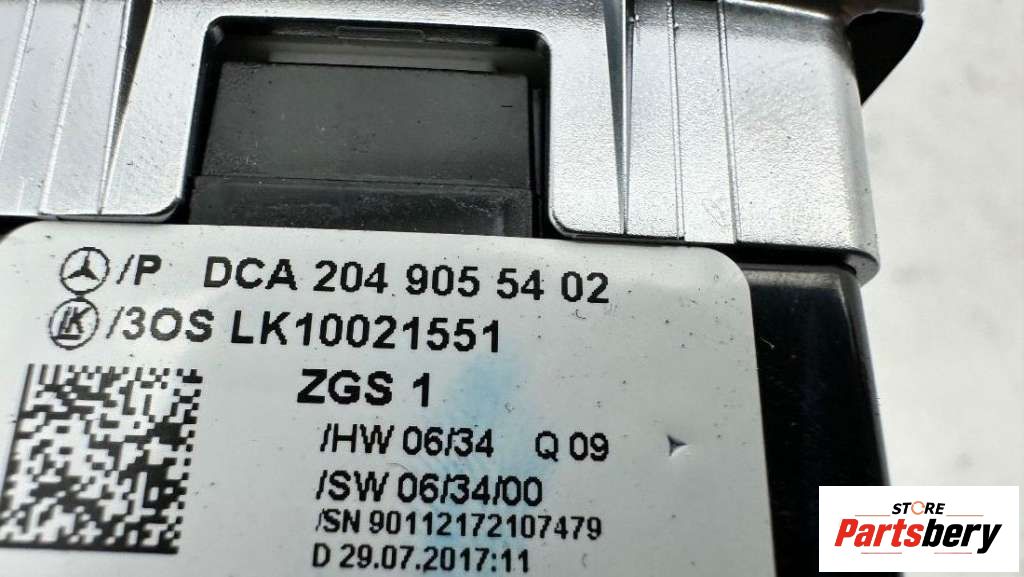 /P DCA 204 905 54 02
LK /3OS LK10021551
ZGS 1
/HW 06/34 Q 09
/SW 06/34/00
/SN 90112172107479
D 29.07.2017:11
STORE
Partsbery